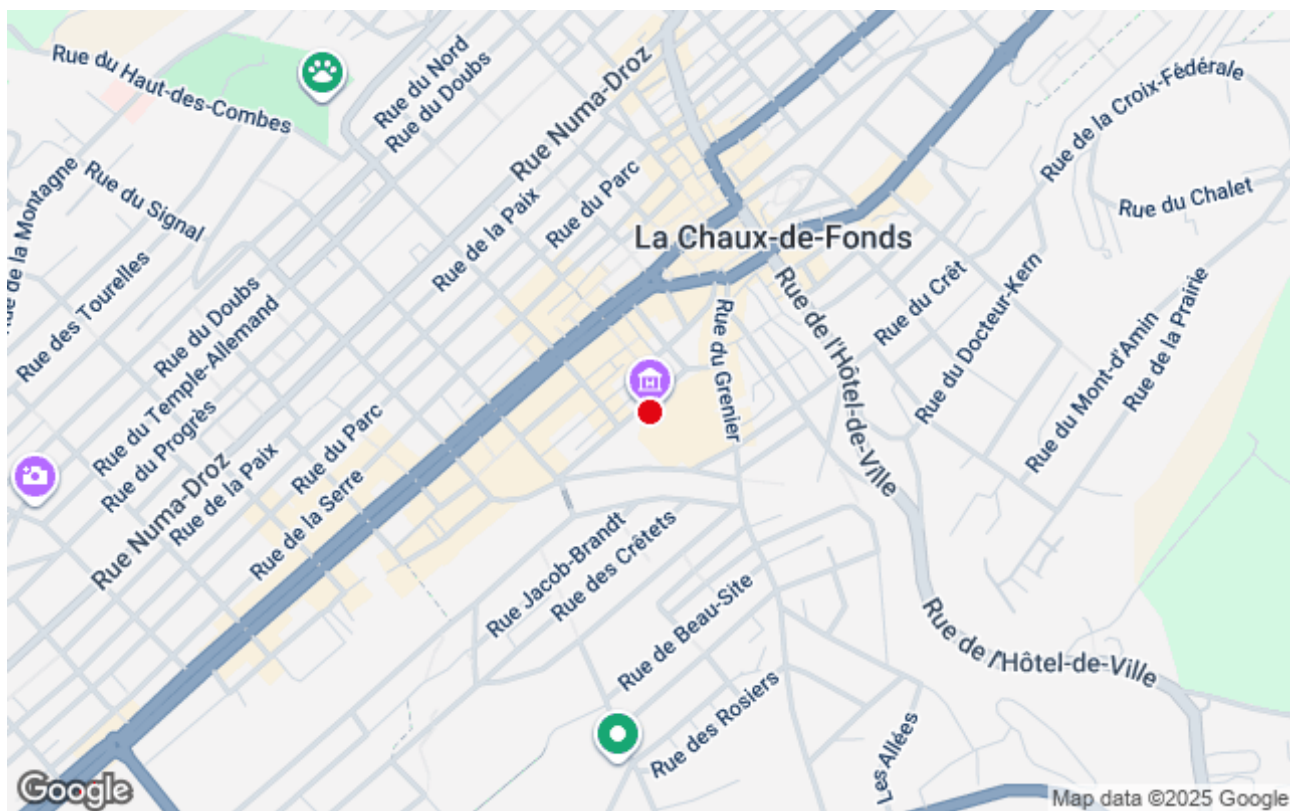 Rue du Haut-des-Combes
Rue du Nord
Rue du Doubs
Rue Numa-Droz
Rue de la Croix-Fédérale
Rue de la Montagne
Rue du Signal
Rue de la Paix
Rue du Parc
Rue du Chalet
La Chaux-de-Fonds
Rue des Tourelles
Rue du Doubs
Rue du Temple-Allemand
Rue du Progrès
Rue Numa-Droz
Rue de la Paix
Rue du Parc
Rue de la Serre
Rue du Grenier
Rue de l'Hôtel-de-Ville
Rue du Crêt
Rue du Docteur-Kern
Rue du Mont-d'Amin
Rue de la Prairie
H
Rue Jacob-Brandt
Rue des Crêtets
Rue de Beau-Site
Rue des Rosiers
Rue de l'Hôtel-de-Ville
Les Allées
Google
Map data ©2025 Google